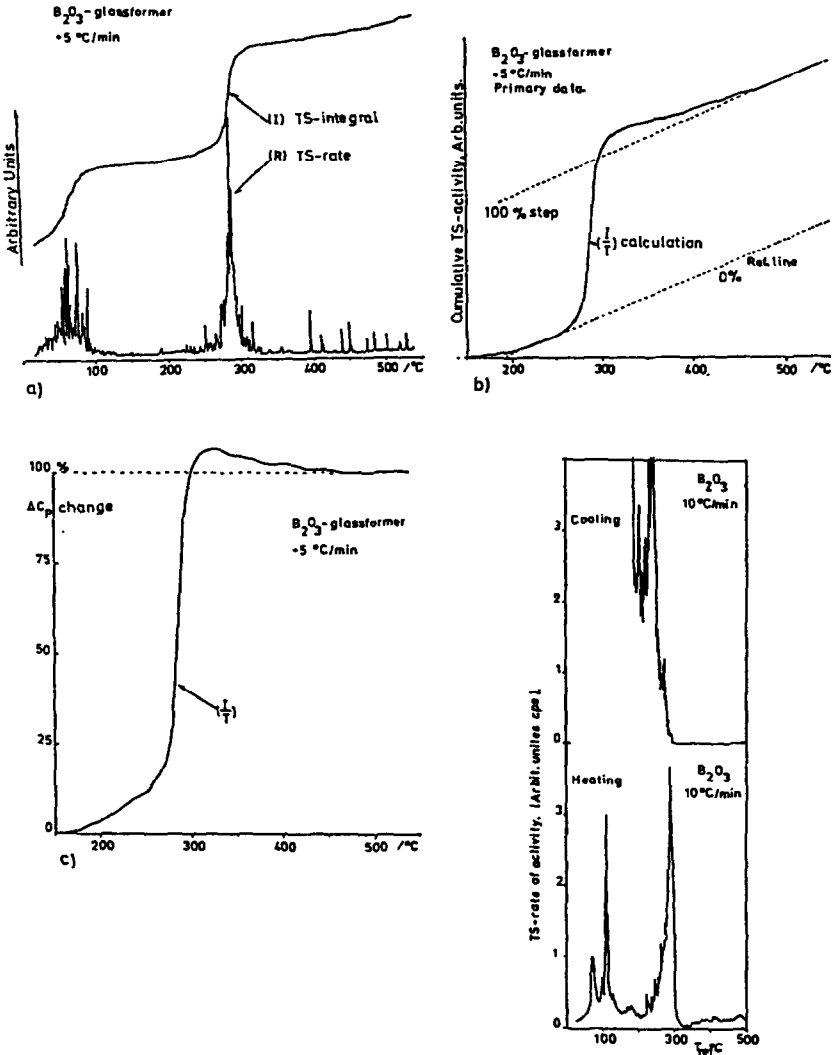 B2O3-glassformer
+5 °C/min
(I) TS-integral
(R) TS-rate
Arbitrary Units
100 200 300 400 500 /°C
a)
B2O3-glassformer
-5°C/min
Primary data.
Cumulative TS-activity, Arb.units.
100 % step
(I/T) calculation
Rel.line
0%
200 300 400 500 /°C
b)
100 %
ΔCp change
B2O3-glassformer
+5 °C/min
75
50
(I/T)
25
0
200 300 400 500 /°C
c)
B2O3
10°C/min
Cooling
3
2
1
0
B2O3
10°C/min
Heating
3
2
1
0
TS-rate of activity, (Arbit.unites cps).
100 300 500